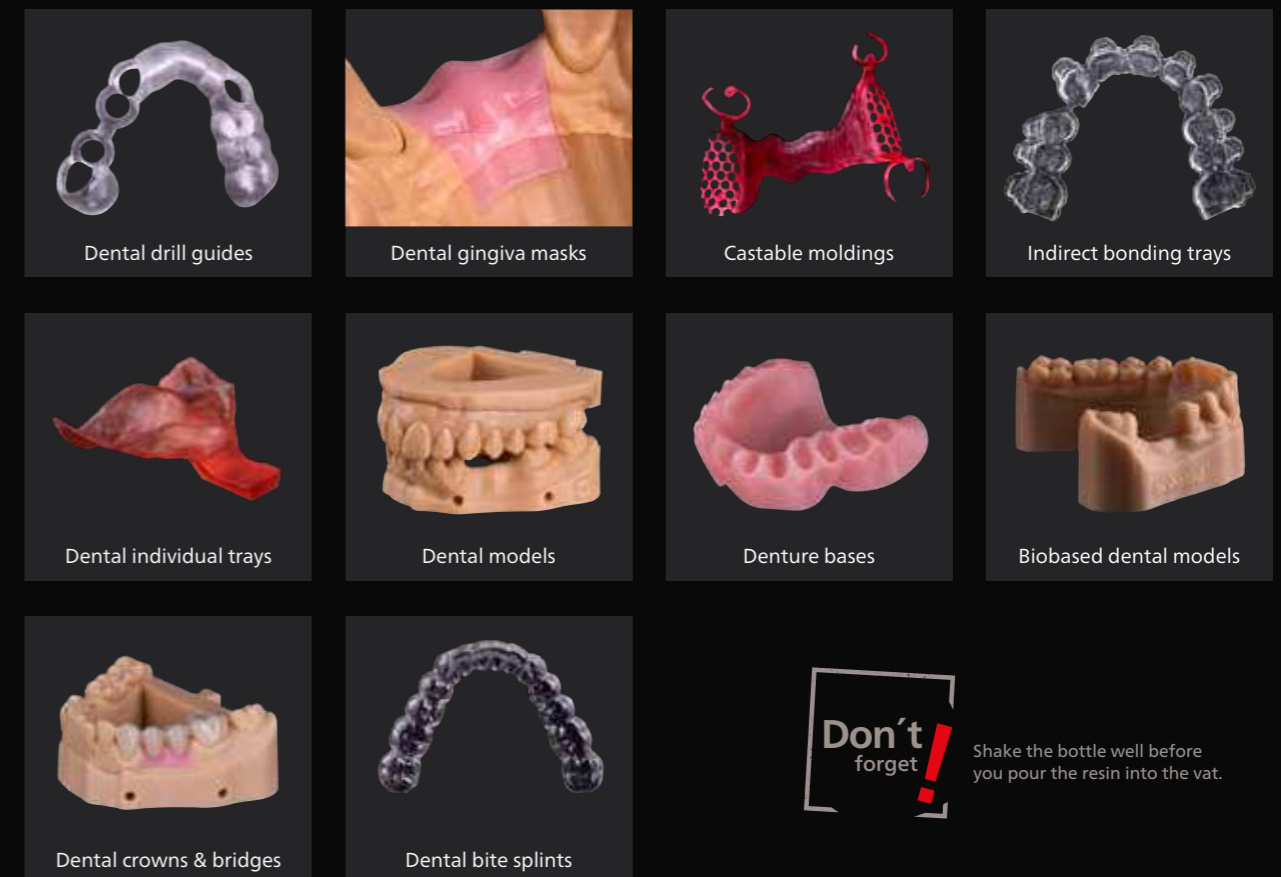 Dental drill guides
Dental gingiva masks
Castable moldings
Indirect bonding trays
Dental individual trays
Dental models
Denture bases
Biobased dental models
Dental crowns & bridges
Dental bite splints
Don´t
forget
!
Shake the bottle well before
you pour the resin into the vat.